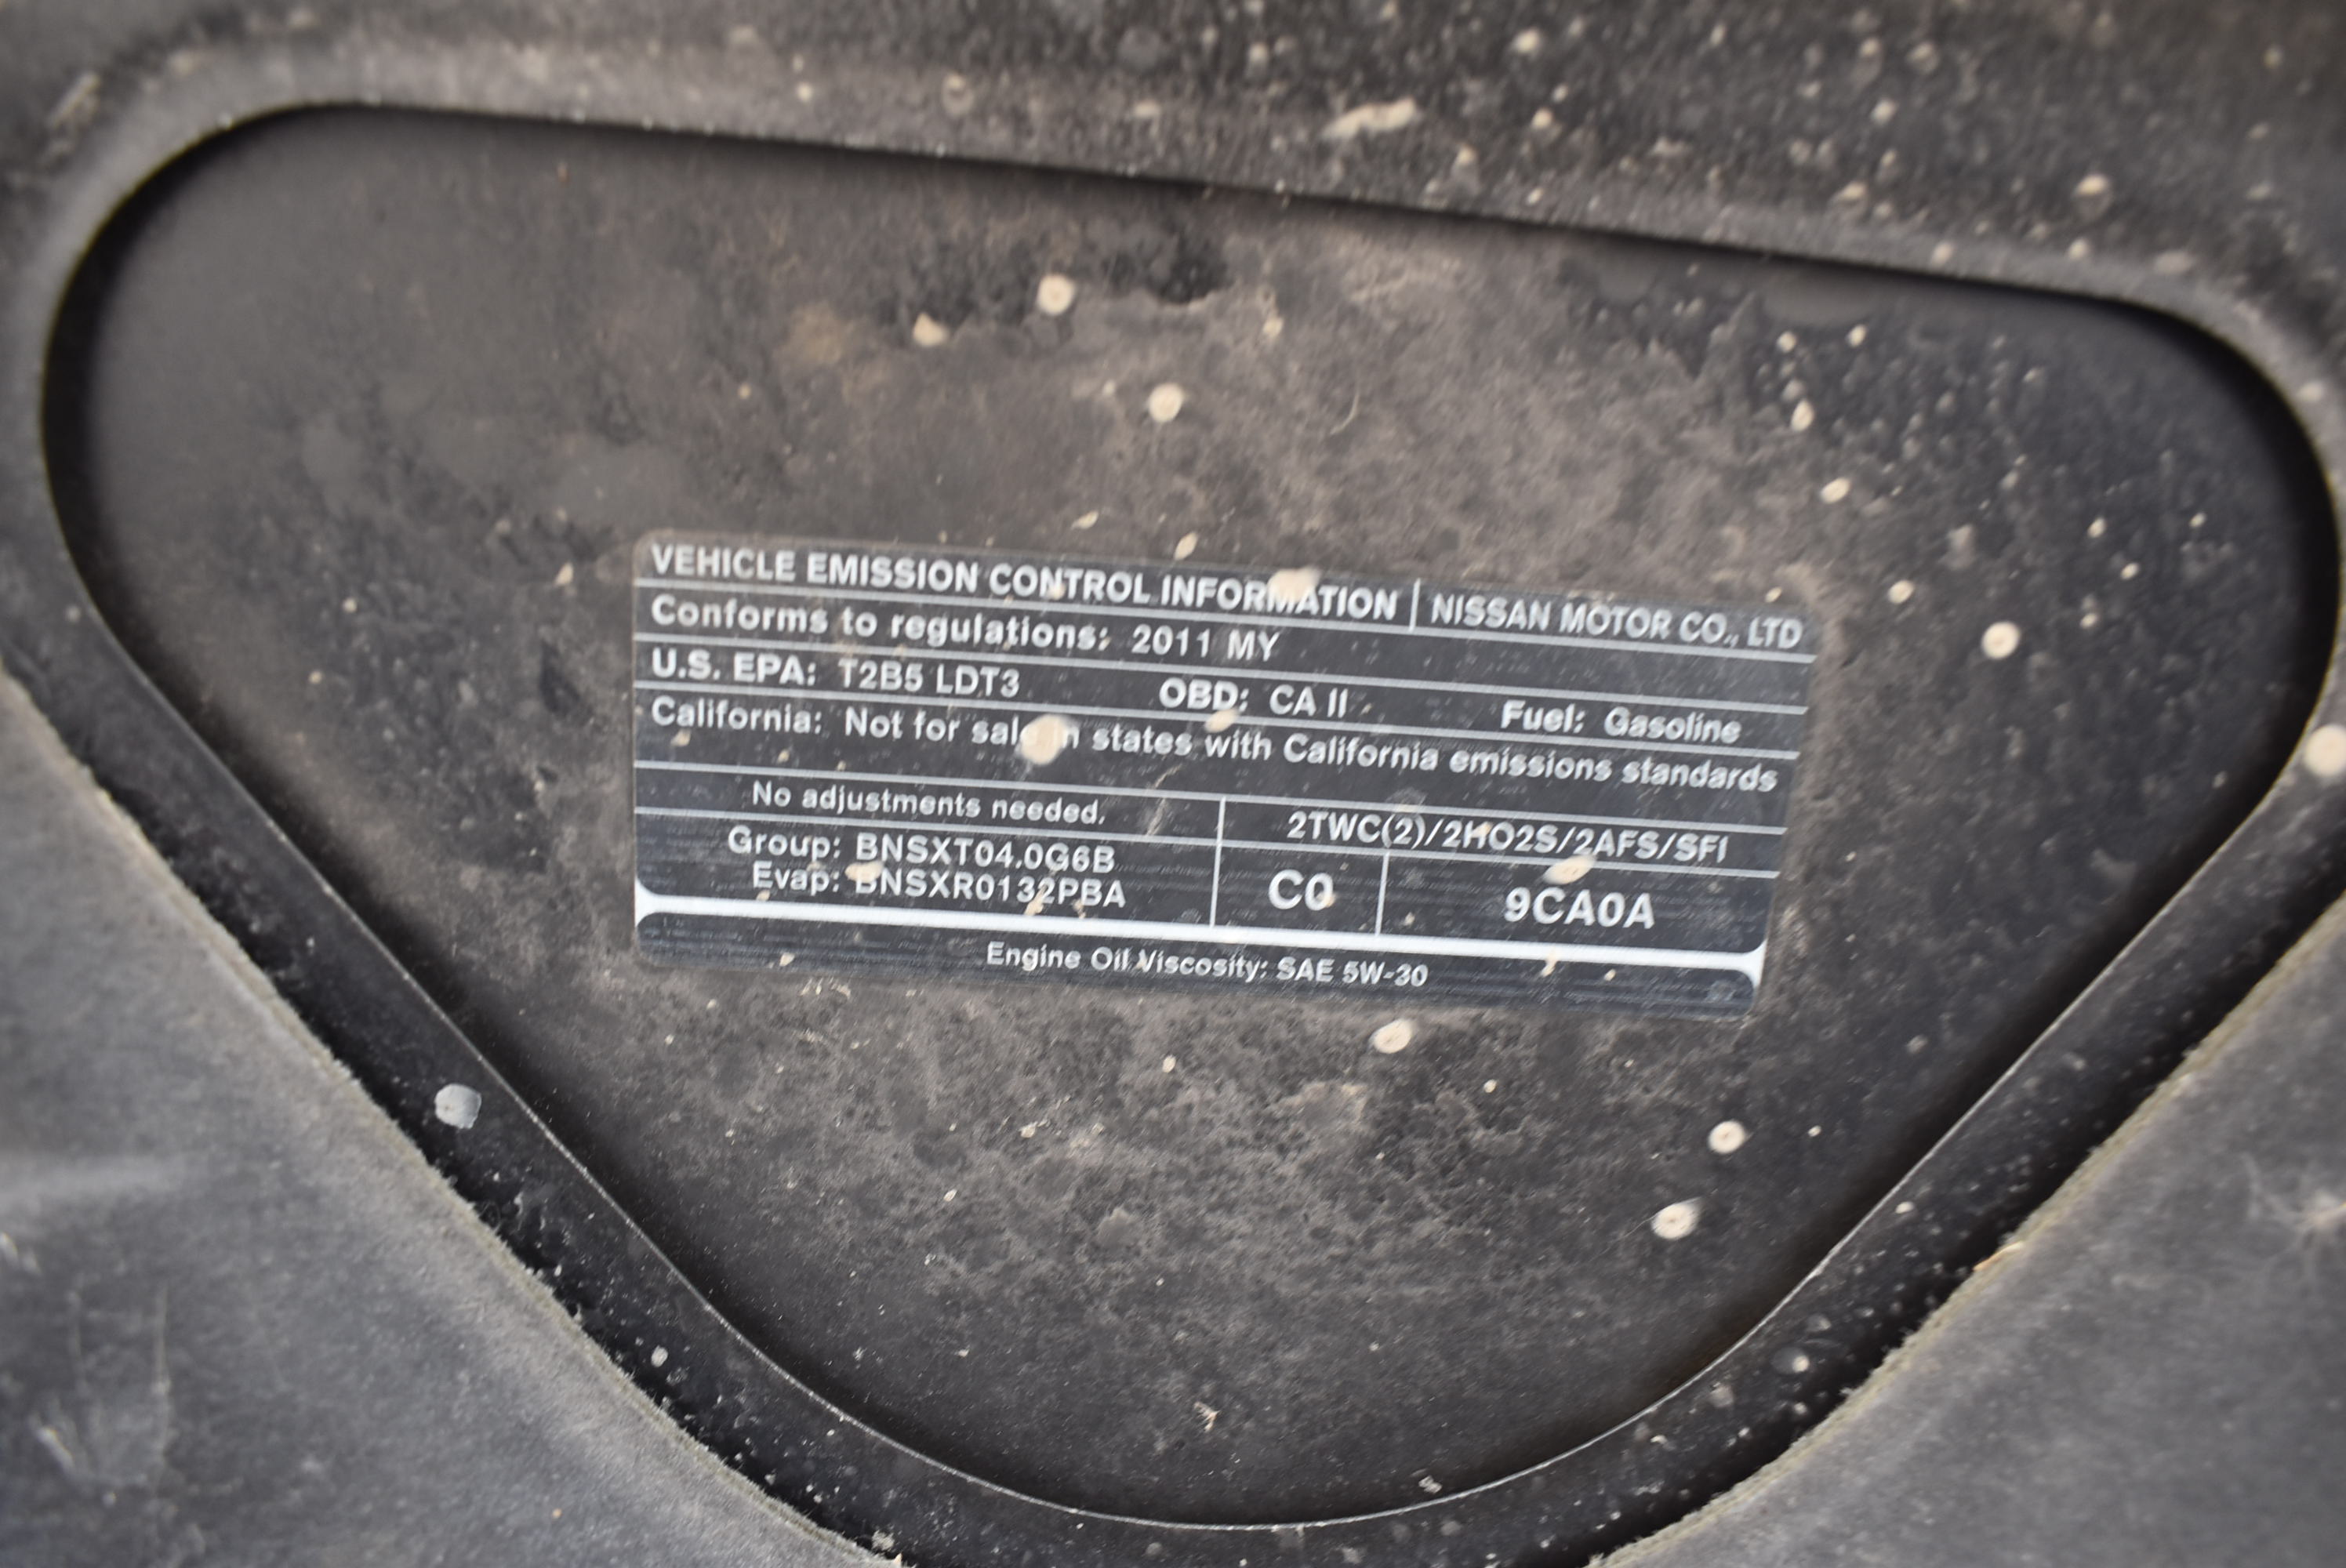 VEHICLE EMISSION CONTROL INFORMATION | NISSAN MOTOR CO., LTD
Conforms to regulations: 2011 MY
U.S. EPA: T2B5 LDT3 OBD: CA II Fuel: Gasoline
California: Not for sale in states with California emissions standards
No adjustments needed. 2TWC(2)/2HO2S/2AFS/SFI
Group: BNSXT04.0G6B
Evap: BNSXR0132PBA
C0 9CA0A
Engine Oil Viscosity: SAE 5W-30